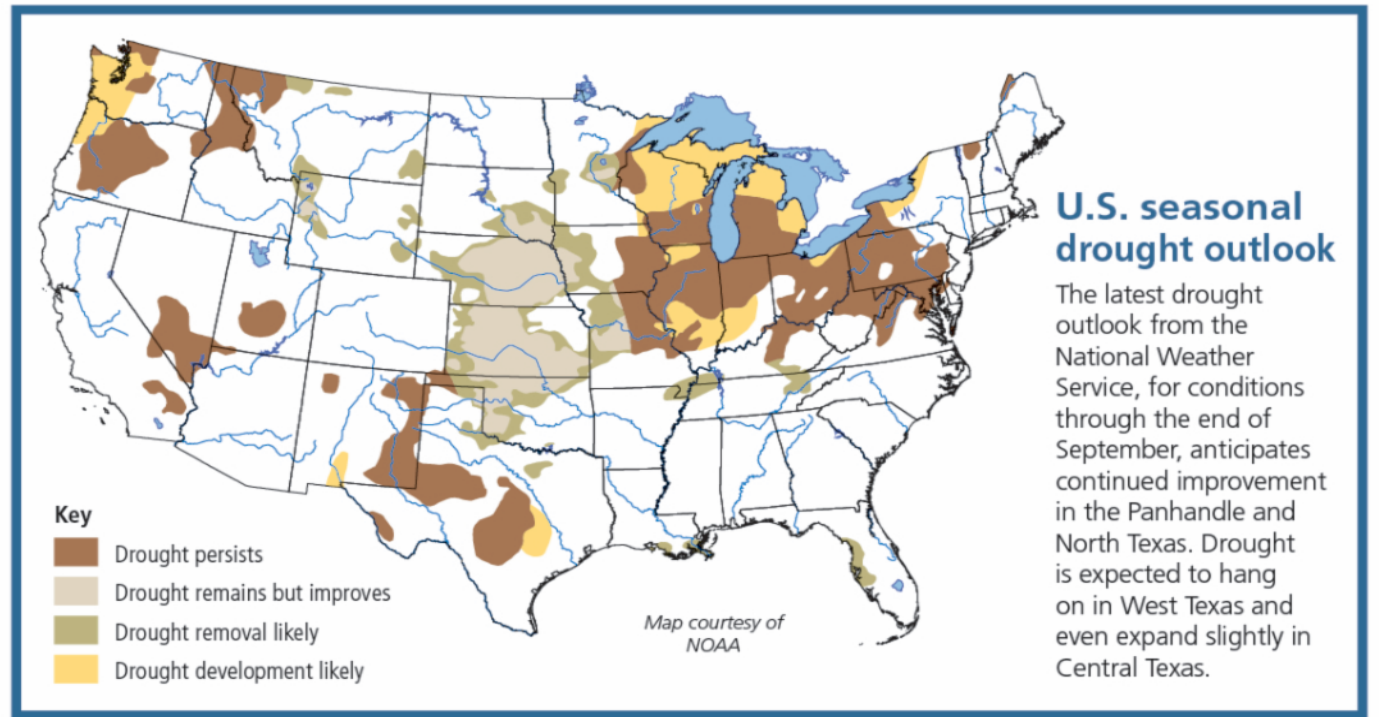 U.S. seasonal
drought outlook
The latest drought
outlook from the
National Weather
Service, for conditions
through the end of
September, anticipates
continued improvement
in the Panhandle and
North Texas. Drought
is expected to hang
on in West Texas and
even expand slightly in
Central Texas.
Key
Drought persists
Drought remains but improves
Drought removal likely
Drought development likely
Map courtesy of
NOAA